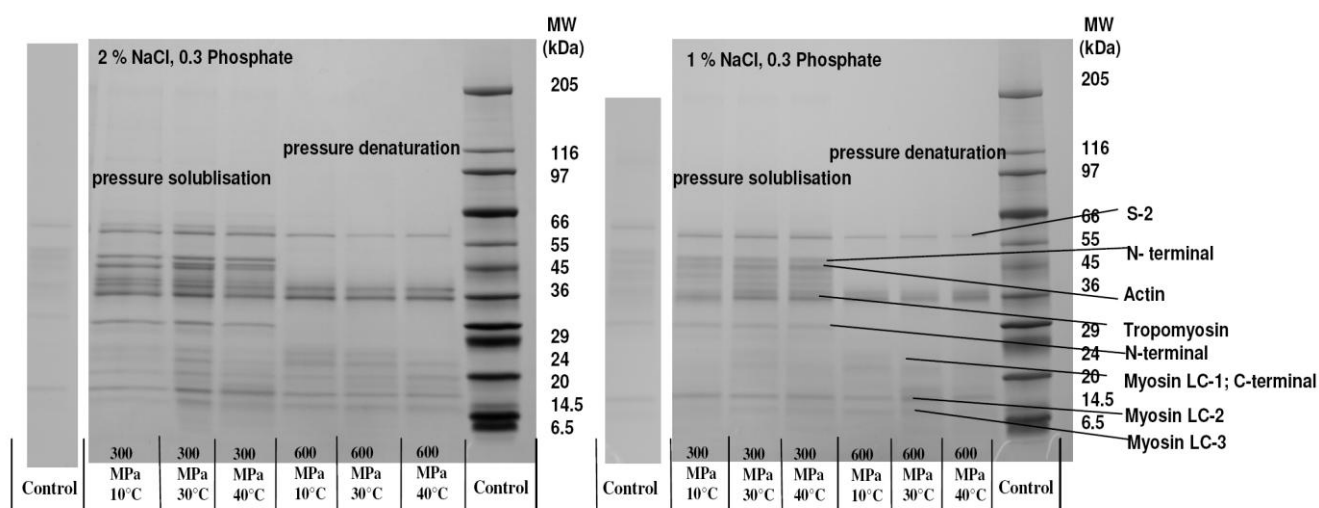 MW
(kDa)
2 % NaCl, 0.3 Phosphate
205
pressure denaturation
116
pressure solublisation
97
66
55
45
36
29
24
20
14.5
6.5
Control
300
MPa
10°C
300
MPa
30°C
300
MPa
40°C
600
MPa
10°C
600
MPa
30°C
600
MPa
40°C
Control
MW
(kDa)
1 % NaCl, 0.3 Phosphate
205
pressure denaturation
116
pressure solublisation
97
66
55
45
36
29
24
20
14.5
6.5
S-2
N- terminal
Actin
Tropomyosin
N-terminal
Myosin LC-1; C-terminal
Myosin LC-2
Myosin LC-3
Control
300
MPa
10°C
300
MPa
30°C
300
MPa
40°C
600
MPa
10°C
600
MPa
30°C
600
MPa
40°C
Control